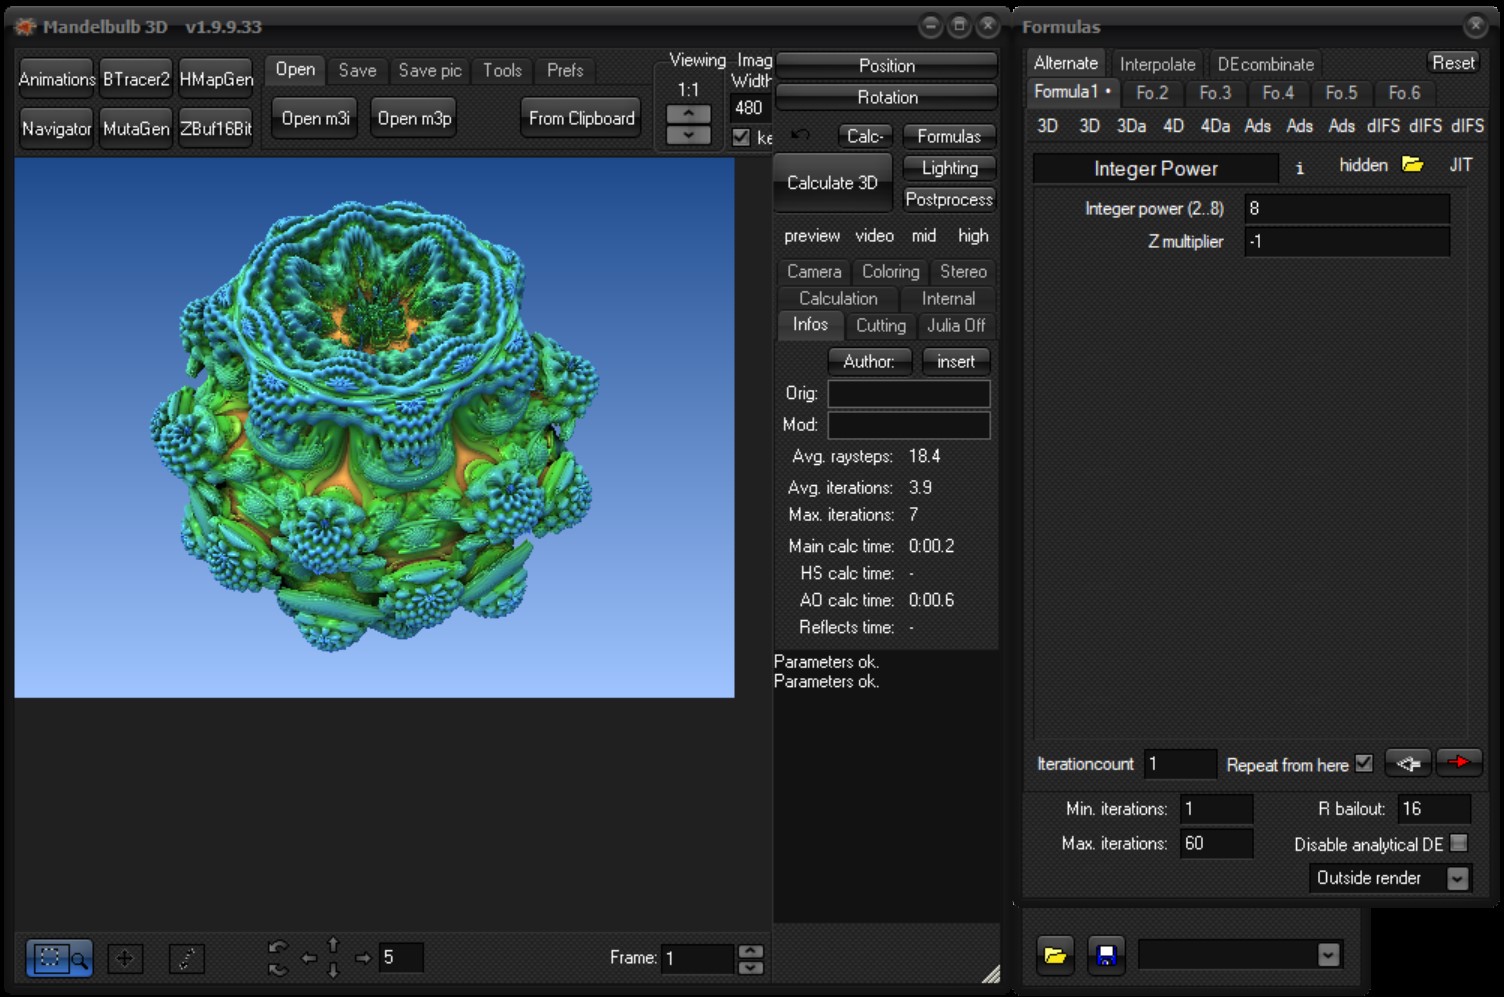 Mandelbulb 3D v1.9.9.33
Animations BTracer2 HMapGen
Navigator MutaGen ZBuf16Bit
Open Save Save pic Tools Prefs
Open m3i Open m3p From Clipboard
Viewing Imag
1:1 Width
480
ke
Position
Rotation
Calc- Formulas
Calculate 3D Lighting
Postprocess
preview video mid high
Camera Coloring Stereo
Calculation Internal
Infos Cutting Julia Off
Author: insert
Orig:
Mod:
Avg. raysteps: 18.4
Avg. iterations: 3.9
Max. iterations: 7
Main calc time: 0:00.2
HS calc time: -
AO calc time: 0:00.6
Reflects time: -
Parameters ok.
Parameters ok.
5
Frame: 1
Formulas
Alternate Interpolate DEcombinate Reset
Formula1 • Fo.2 Fo.3 Fo.4 Fo.5 Fo.6
3D 3D 3Da 4D 4Da Ads Ads Ads dIFS dIFS dIFS
Integer Power i hidden JIT
Integer power (2..8) 8
Z multiplier -1
Iterationcount 1 Repeat from here
Min. iterations: 1 R bailout: 16
Max. iterations: 60 Disable analytical DE
Outside render